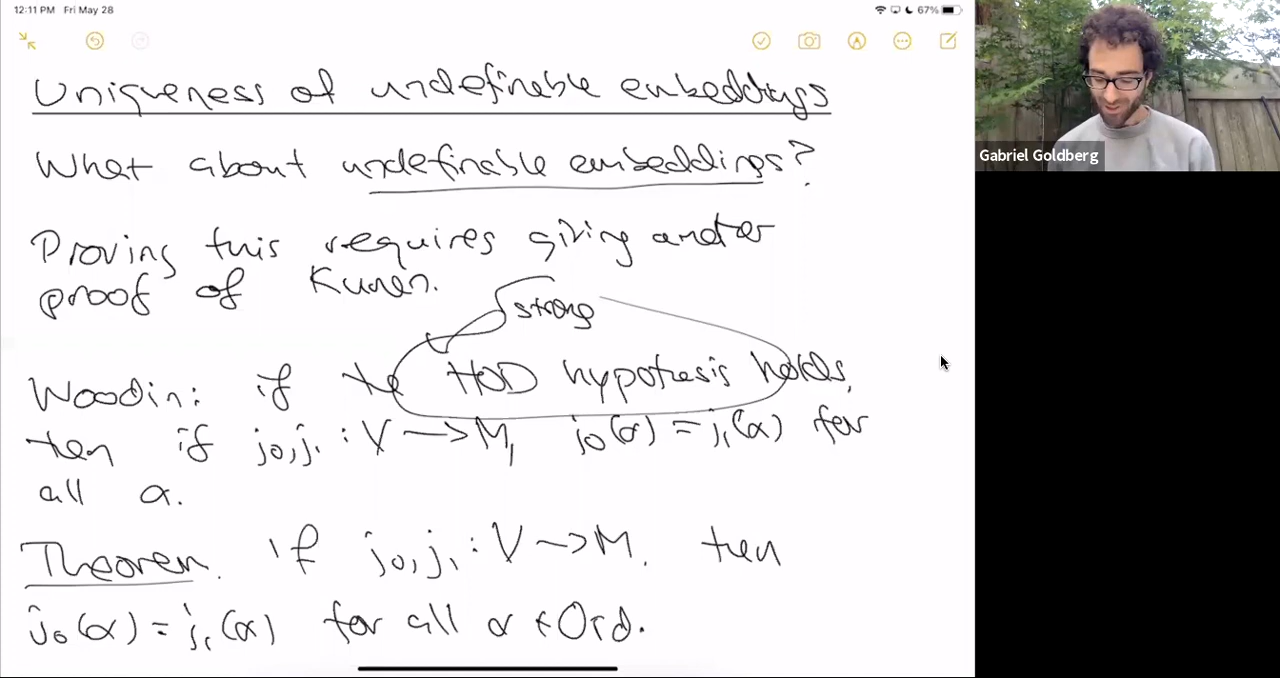 12:11 PM Fri May 28
67%
Uniqueness of undefinable embeddings
What about undefinable embeddings?
Proving this requires giving another
proof of Kunen.
strong
Woodin: if the HOD hypothesis holds,
then if j₀, j₁ : V → M, j₀(α) = j₁(α) for
all α.
Theorem. If j₀, j₁ : V → M, then
j₀(α) = j₁(α) for all α ∈ Ord.
Gabriel Goldberg